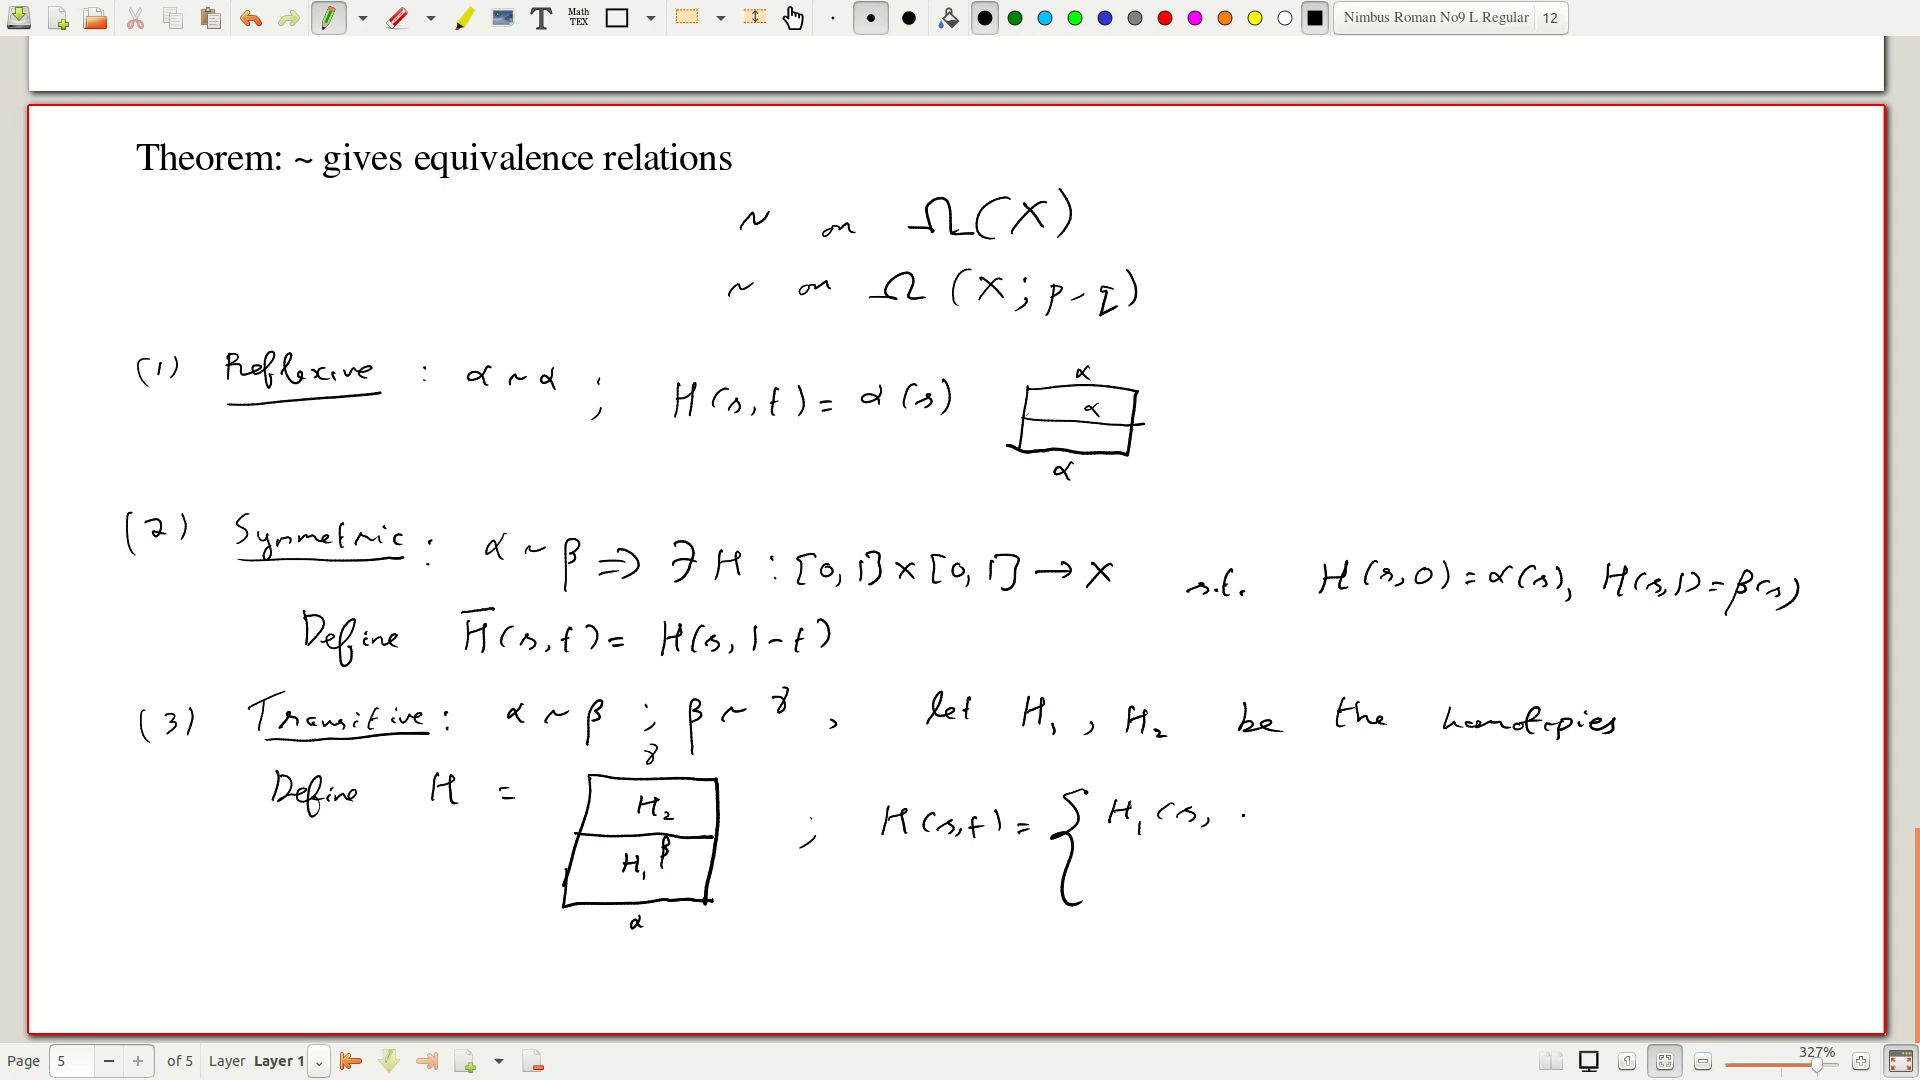 Math
TEX
Nimbus Roman No9 L Regular 12
Theorem: ~ gives equivalence relations
~ on Ω(X)
~ on Ω(X; p-q)
(1) Reflexive : α ~ α ; H(s,t) = α(s)
α
α
α
(2) Symmetric : α ~ β ⇒ ∃ H : [0,1] × [0,1] → X s.t. H(s,0) = α(s), H(s,1) = β(s)
Define H̅(s,t) = H(s,1-t)
(3) Transitive : α ~ β ; β ~ γ , let H₁ , H₂ be the homotopies
γ
Define H = ; H(s,t) = { H₁(s, .
H₂
H₁ β
α
Page 5 of 5 Layer Layer 1 327%